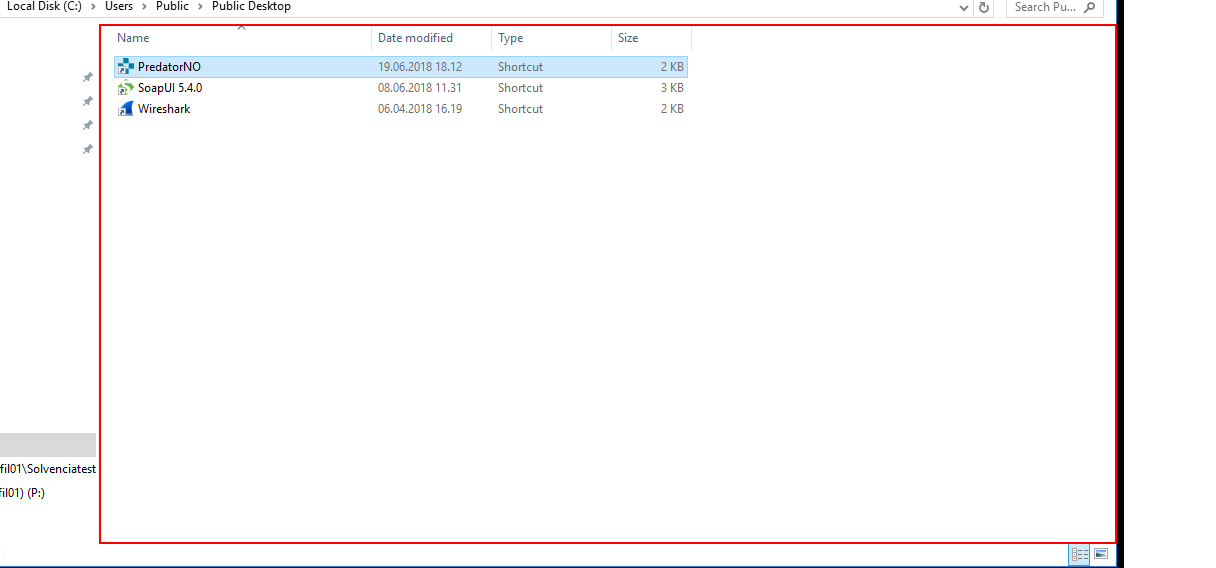 Local Disk (C:) > Users > Public > Public Desktop Search Pu...
Name Date modified Type Size
PredatorNO 19.06.2018 18.12 Shortcut 2 KB
SoapUI 5.4.0 08.06.2018 11.31 Shortcut 3 KB
Wireshark 06.04.2018 16.19 Shortcut 2 KB
fil01\Solvenciatest
fil01) (P:)